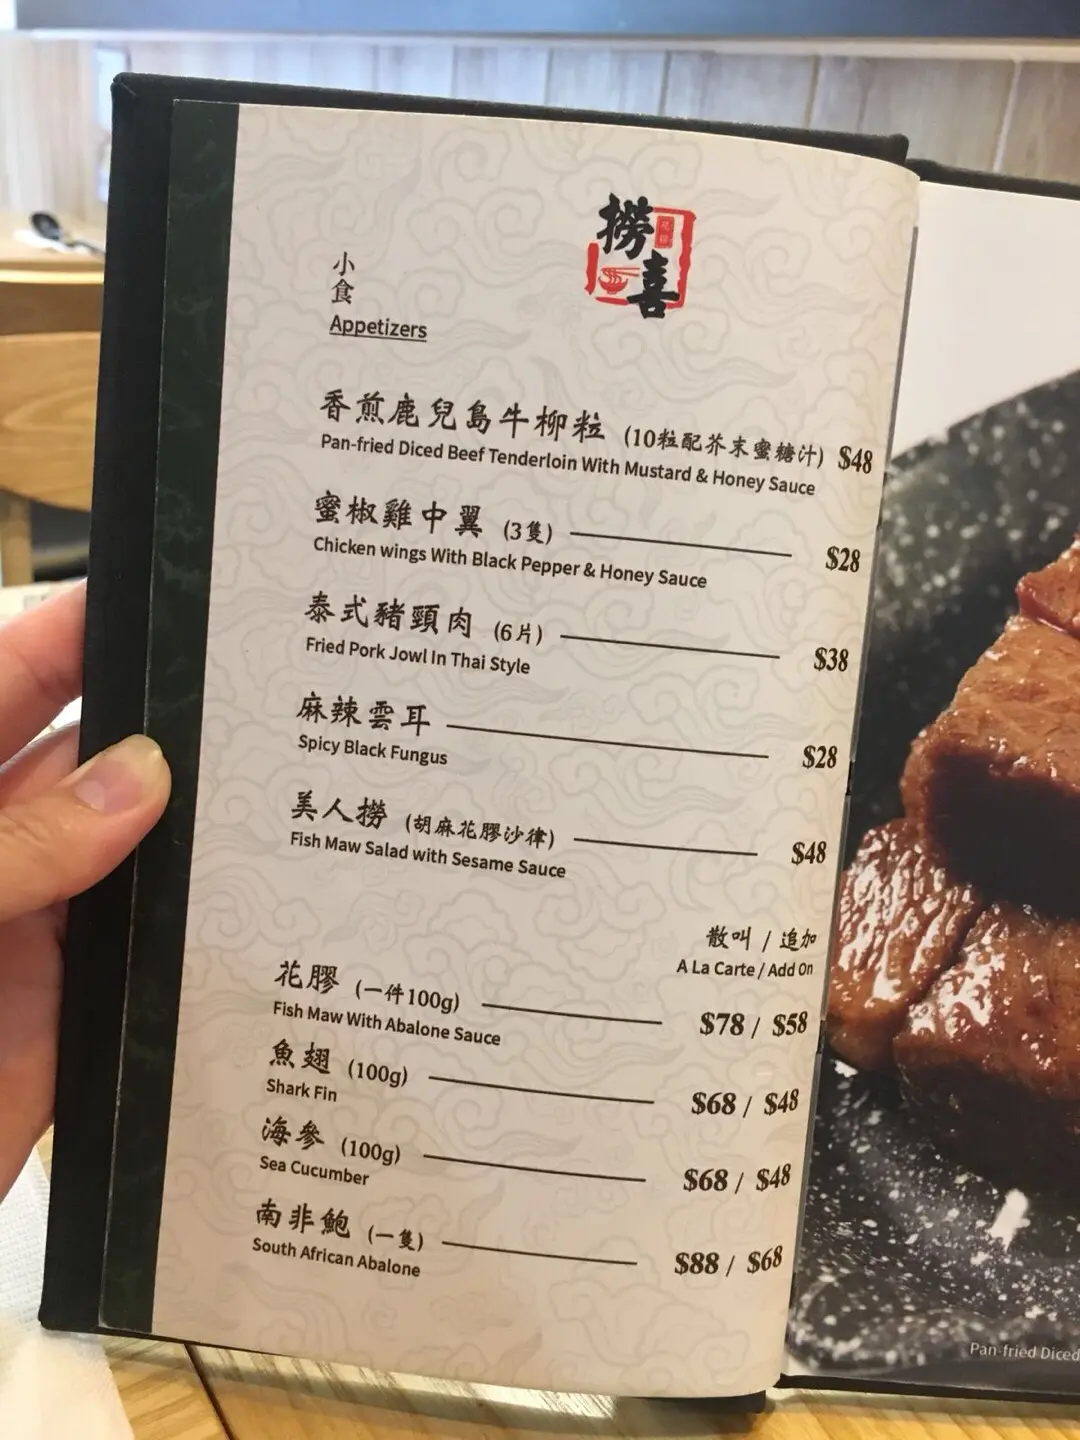 撈喜
小食
Appetizers
香煎鹿兒島牛柳粒 (10粒配芥末蜜糖汁) $48
Pan-fried Diced Beef Tenderloin With Mustard & Honey Sauce
蜜椒雞中翼 (3隻) $28
Chicken wings With Black Pepper & Honey Sauce
泰式豬頸肉 (6片) $38
Fried Pork Jowl In Thai Style
麻辣雲耳 $28
Spicy Black Fungus
美人撈 (胡麻花膠沙律) $48
Fish Maw Salad with Sesame Sauce
散叫 / 追加
A La Carte / Add On
花膠 (一件100g) $78 / $58
Fish Maw With Abalone Sauce
魚翅 (100g) $68 / $48
Shark Fin
海參 (100g) $68 / $48
Sea Cucumber
南非鮑 (一隻) $88 / $68
South African Abalone
Pan-fried Diced